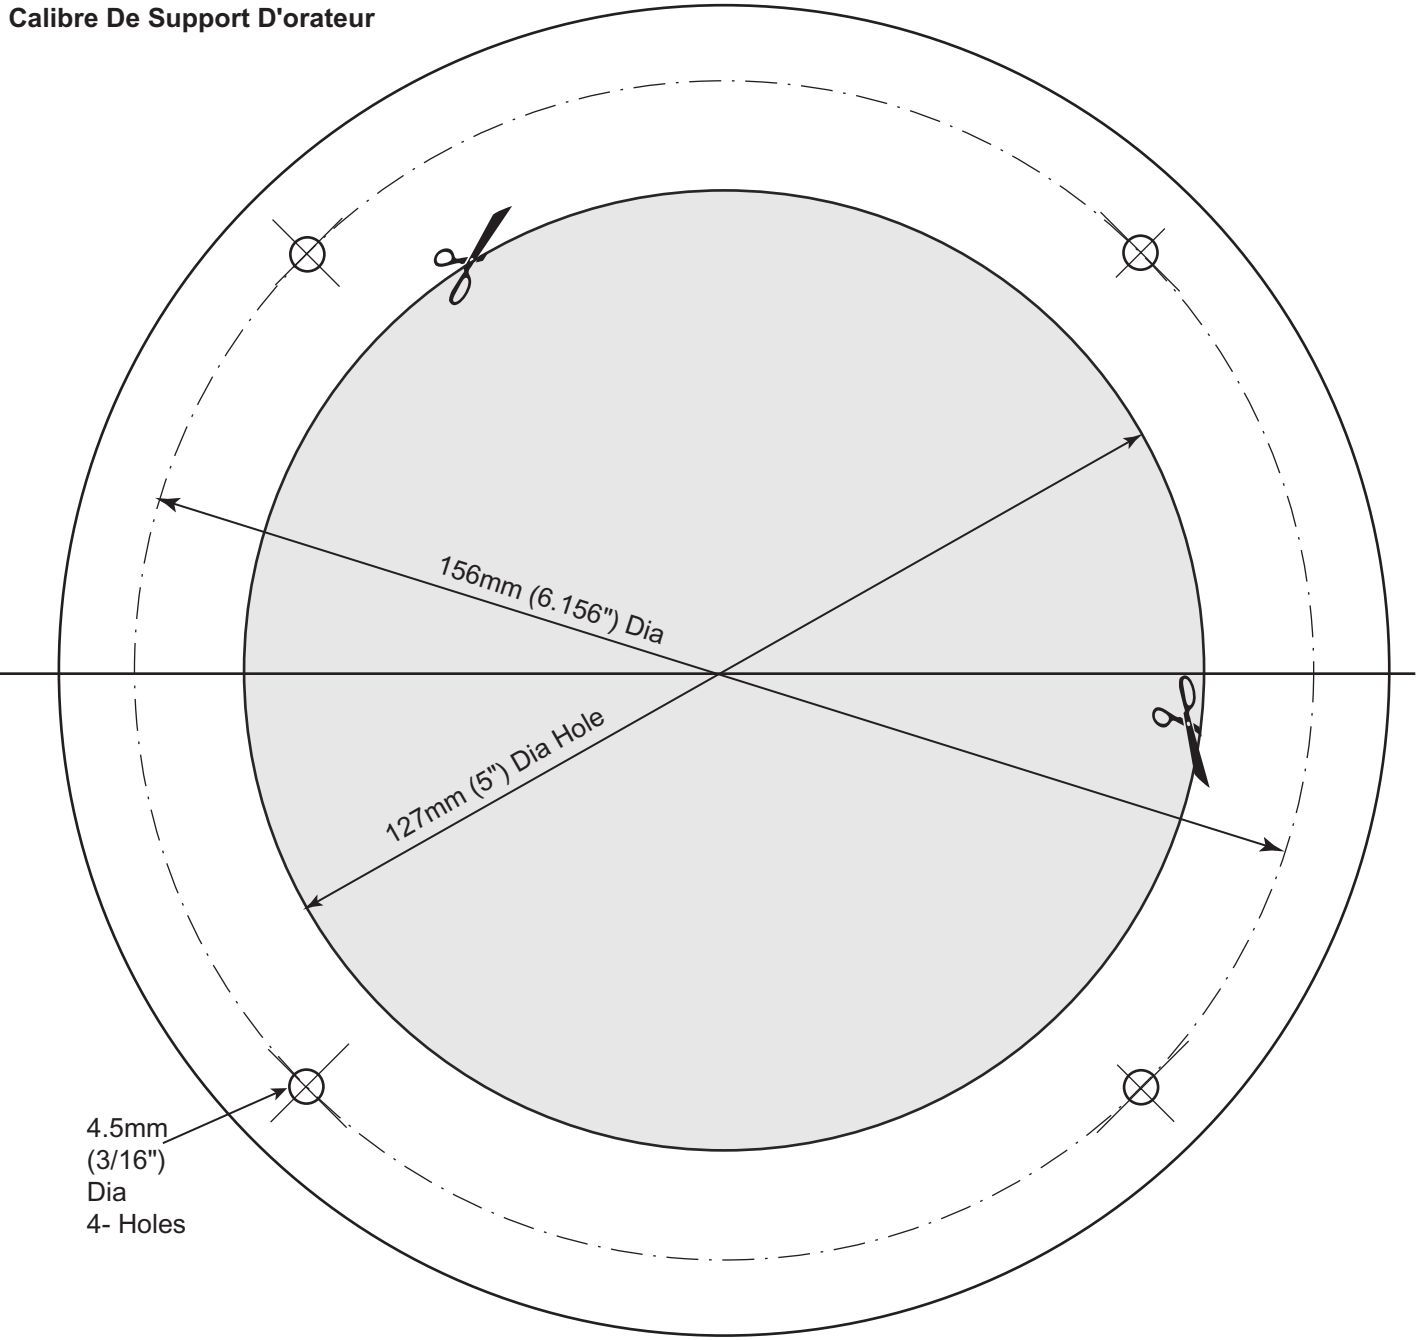 Calibre De Support D'orateur
156mm (6.156") Dia
127mm (5") Dia Hole
4.5mm
(3/16")
Dia
4- Holes